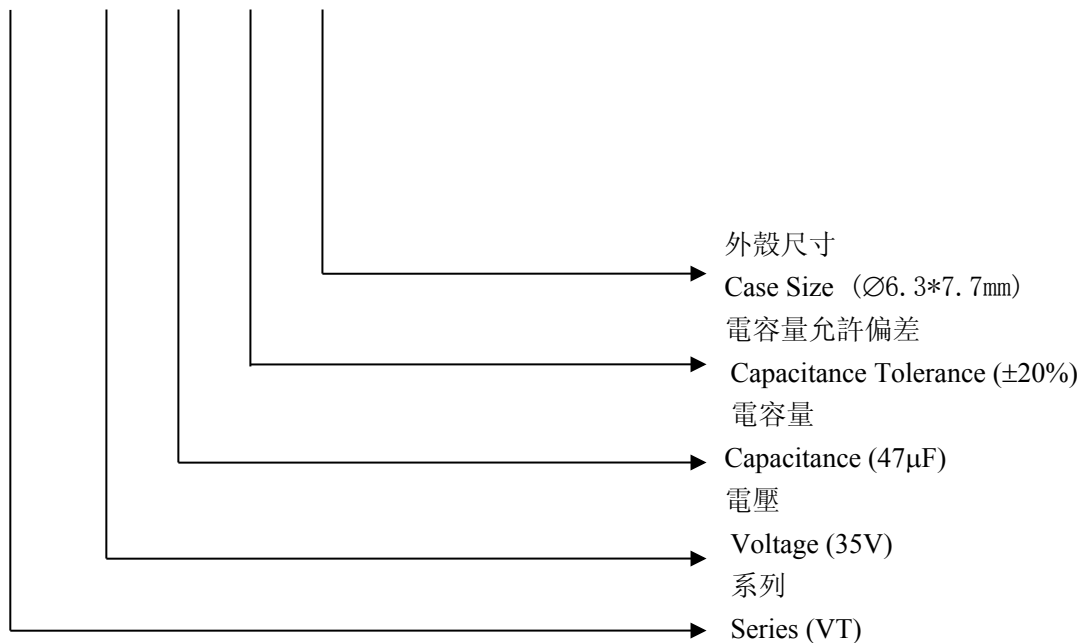 外殼尺寸
Case Size（∅6.3*7.7mm）
電容量允許偏差
Capacitance Tolerance (±20%)
電容量
Capacitance (47μF)
電壓
Voltage (35V)
系列
Series (VT)